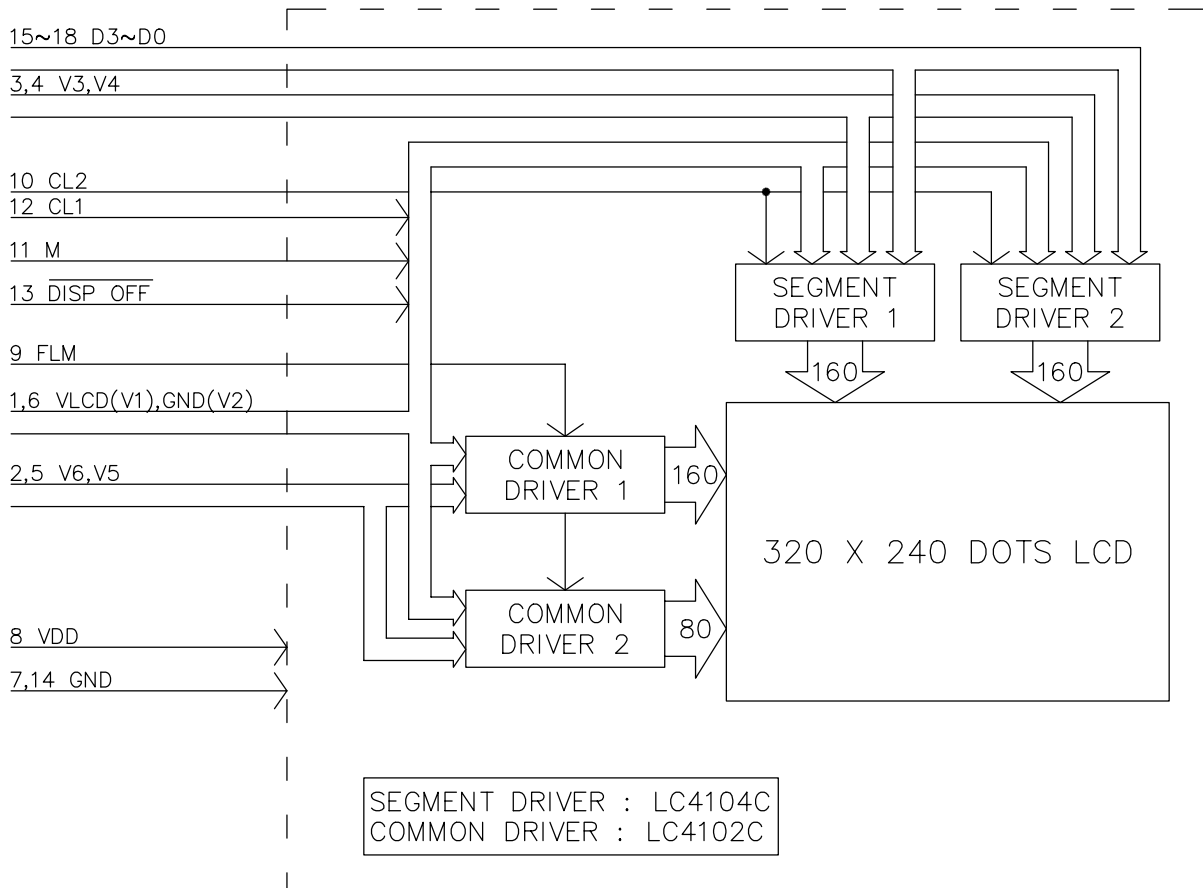 15~18 D3~D0
3,4 V3,V4
10 CL2
12 CL1
11 M
13 DISP OFF
9 FLM
1,6 VLCD(V1),GND(V2)
2,5 V6,V5
8 VDD
7,14 GND
SEGMENT
DRIVER 1
SEGMENT
DRIVER 2
160
160
COMMON
DRIVER 1
160
COMMON
DRIVER 2
80
320 X 240 DOTS LCD
SEGMENT DRIVER : LC4104C
COMMON DRIVER : LC4102C